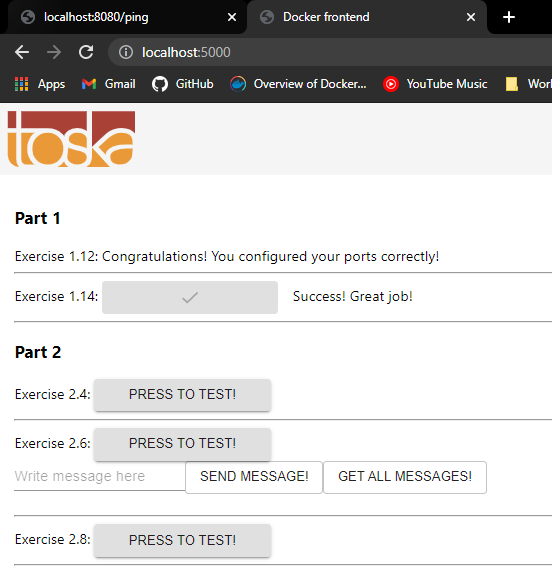 localhost:8080/ping
Docker frontend
localhost:5000
Apps Gmail GitHub Overview of Docker... YouTube Music Worl
toska
Part 1
Exercise 1.12: Congratulations! You configured your ports correctly!
Exercise 1.14: Success! Great job!
Part 2
Exercise 2.4: PRESS TO TEST!
Exercise 2.6: PRESS TO TEST!
Write message here SEND MESSAGE! GET ALL MESSAGES!
Exercise 2.8: PRESS TO TEST!